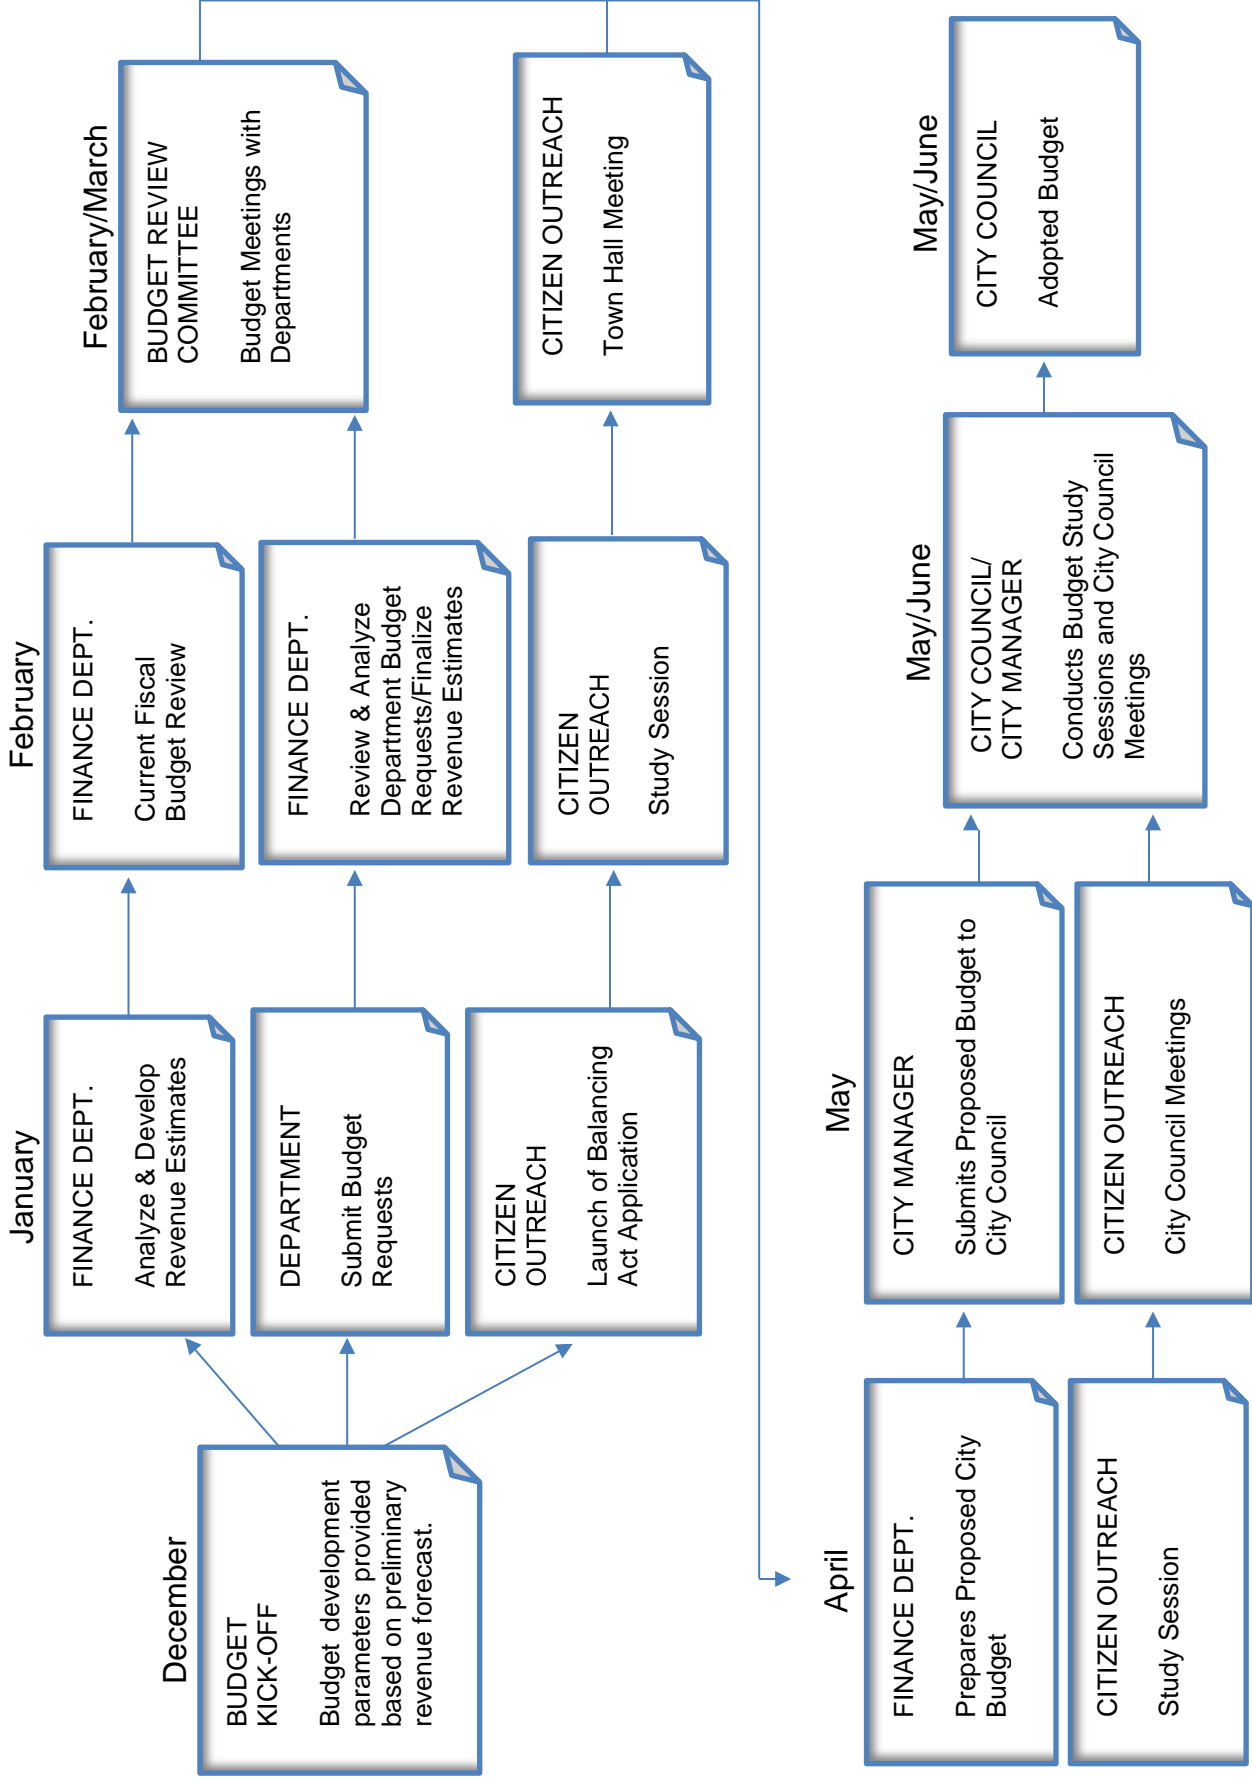 December
BUDGET
KICK-OFF
Budget development
parameters provided
based on preliminary
revenue forecast.
January
FINANCE DEPT.
Analyze & Develop
Revenue Estimates
DEPARTMENT
Submit Budget
Requests
CITIZEN
OUTREACH
Launch of Balancing
Act Application
February
FINANCE DEPT.
Current Fiscal
Budget Review
FINANCE DEPT.
Review & Analyze
Department Budget
Requests/Finalize
Revenue Estimates
CITIZEN
OUTREACH
Study Session
February/March
BUDGET REVIEW
COMMITTEE
Budget Meetings with
Departments
CITIZEN OUTREACH
Town Hall Meeting
April
FINANCE DEPT.
Prepares Proposed City
Budget
CITIZEN OUTREACH
Study Session
May
CITY MANAGER
Submits Proposed Budget to
City Council
CITIZEN OUTREACH
City Council Meetings
May/June
CITY COUNCIL/
CITY MANAGER
Conducts Budget Study
Sessions and City Council
Meetings
May/June
CITY COUNCIL
Adopted Budget